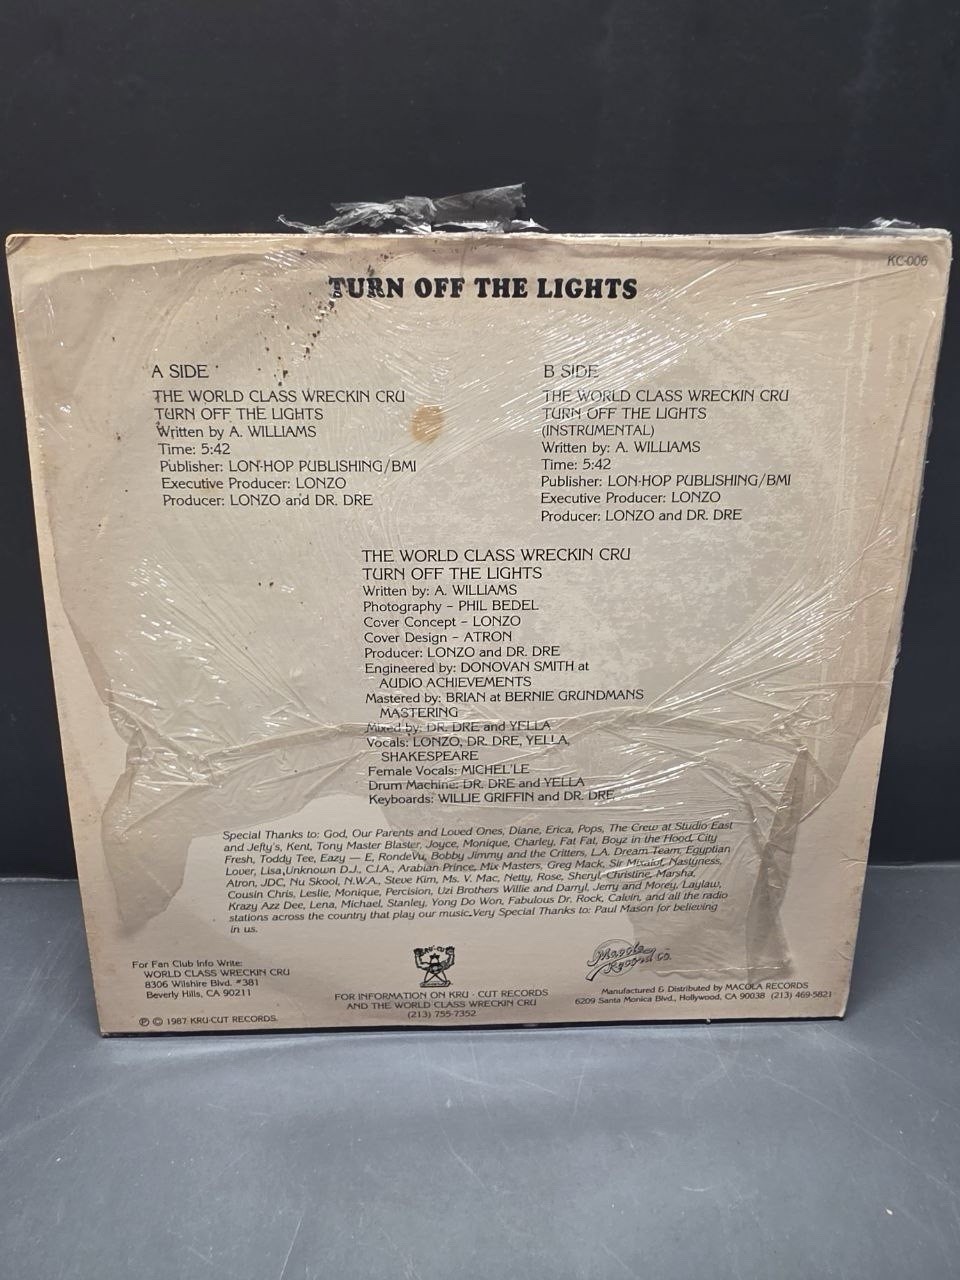 KC-006
TURN OFF THE LIGHTS
A SIDE
THE WORLD CLASS WRECKIN CRU
TURN OFF THE LIGHTS
Written by A. WILLIAMS
Time: 5:42
Publisher: LON-HOP PUBLISHING/BMI
Executive Producer: LONZO
Producer: LONZO and DR. DRE
B SIDE
THE WORLD CLASS WRECKIN CRU
TURN OFF THE LIGHTS
(INSTRUMENTAL)
Written by: A. WILLIAMS
Time: 5:42
Publisher: LON-HOP PUBLISHING/BMI
Executive Producer: LONZO
Producer: LONZO and DR. DRE
THE WORLD CLASS WRECKIN CRU
TURN OFF THE LIGHTS
Written by: A. WILLIAMS
Photography – PHIL BEDEL
Cover Concept – LONZO
Cover Design – ATRON
Producer: LONZO and DR. DRE
Engineered by: DONOVAN SMITH at
AUDIO ACHIEVEMENTS
Mastered by: BRIAN at BERNIE GRUNDMANS
MASTERING
Mixed by: DR. DRE and YELLA
Vocals: LONZO, DR. DRE, YELLA,
SHAKESPEARE
Female Vocals: MICHEL'LE
Drum Machine: DR. DRE and YELLA
Keyboards: WILLIE GRIFFIN and DR. DRE
Special Thanks to: God, Our Parents and Loved Ones, Diane, Erica, Pops, The Crew at Studio East
and Jefty's, Kent, Tony Master Blaster, Joyce, Monique, Charley, Fat Fat, Boyz in the Hood, City
Fresh, Toddy Tee, Eazy — E, RondeVu, Bobby Jimmy and the Critters, L.A. Dream Team, Egyptian
Lover, Lisa, Unknown D.J., C.I.A., Arabian Prince, Mix Masters, Greg Mack, Sir Mixalot, Nastyness,
Atron, JDC, Nu Skool, N.W.A., Steve Kim, Ms. V. Mac, Netty, Rose, Sheryl, Christine, Marsha,
Cousin Chris, Leslie, Monique, Percision, Uzi Brothers Willie and Darryl, Jerry and Morey, Laylaw,
Krazy Azz Dee, Lena, Michael, Stanley, Yong Do Won, Fabulous Dr. Rock, Calvin, and all the radio
stations across the country that play our music. Very Special Thanks to: Paul Mason for believing
in us.
For Fan Club Info Write:
WORLD CLASS WRECKIN CRU
8306 Wilshire Blvd. #381
Beverly Hills, CA 90211
℗ © 1987 KRU-CUT RECORDS.
KRU-CUT
FOR INFORMATION ON KRU - CUT RECORDS
AND THE WORLD CLASS WRECKIN CRU
(213) 755-7352
Macola
Record Co.
Manufactured & Distributed by MACOLA RECORDS
6209 Santa Monica Blvd., Hollywood, CA 90038 (213) 469-5821